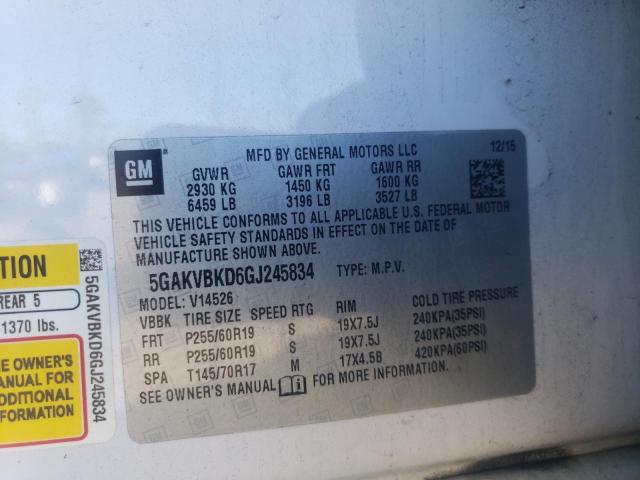 GM
MFD BY GENERAL MOTORS LLC 12/15
GVWR GAWR FRT GAWR RR
2930 KG 1450 KG 1600 KG
6459 LB 3196 LB 3527 LB
THIS VEHICLE CONFORMS TO ALL APPLICABLE U.S. FEDERAL MOTOR
VEHICLE SAFETY STANDARDS IN EFFECT ON THE DATE OF
MANUFACTURE SHOWN ABOVE.
5GAKVBKD6GJ245834 TYPE: M.P.V.
MODEL: V14526
VBBK TIRE SIZE SPEED RTG RIM COLD TIRE PRESSURE
FRT P255/60R19 S 19X7.5J 240KPA(35PSI)
RR P255/60R19 S 19X7.5J 240KPA(35PSI)
SPA T145/70R17 M 17X4.5B 420KPA(60PSI)
SEE OWNER'S MANUAL FOR MORE INFORMATION.
TION
REAR 5
1370 lbs.
EE OWNER'S
ANUAL FOR
ADDITIONAL
FORMATION
5GAKVBKD6GJ245834